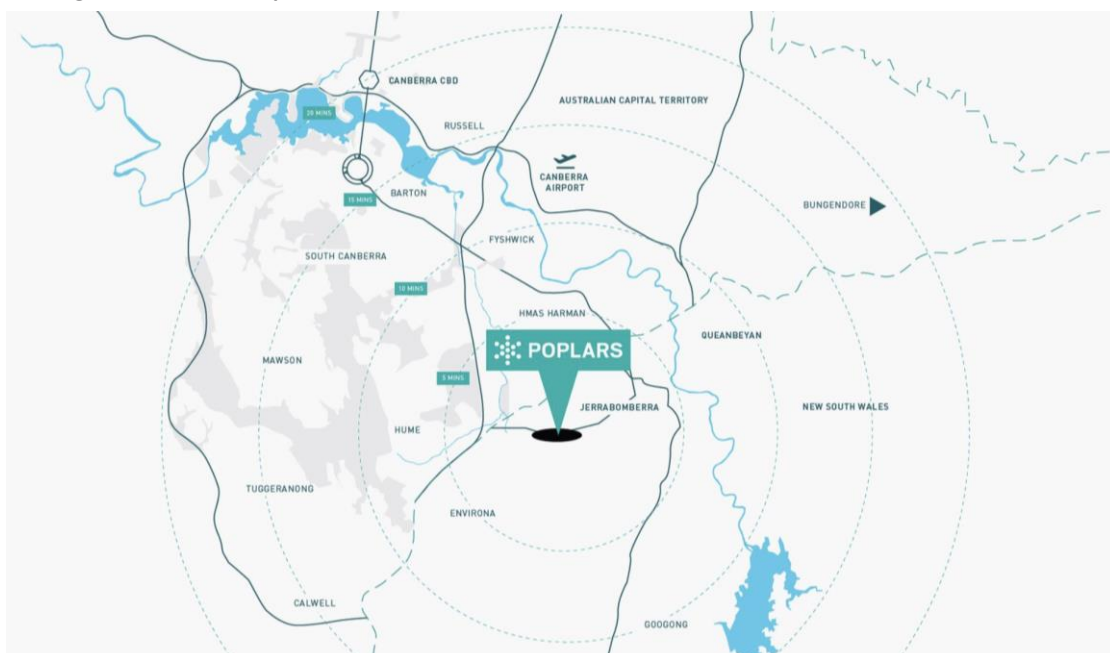 CANBERRA CBD
AUSTRALIAN CAPITAL TERRITORY
20 MINS
RUSSELL
CANBERRA
AIRPORT
BARTON
15 MINS
BUNGENDORE
FYSHWICK
SOUTH CANBERRA
10 MINS
HMAS HARMAN
QUEANBEYAN
POPLARS
MAWSON
5 MINS
JERRABOMBERRA
NEW SOUTH WALES
HUME
TUGGERANONG
ENVIRONA
CALWELL
GOOGONG